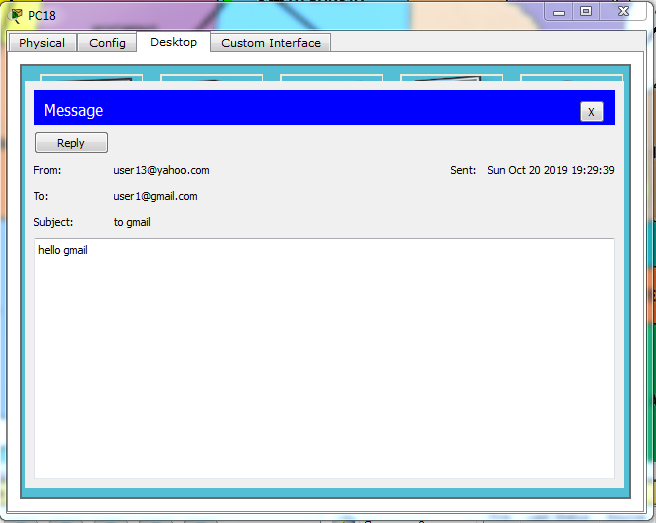 PC18
Physical Config Desktop Custom Interface
Message X
Reply
From: user13@yahoo.com Sent: Sun Oct 20 2019 19:29:39
To: user1@gmail.com
Subject: to gmail
hello gmail